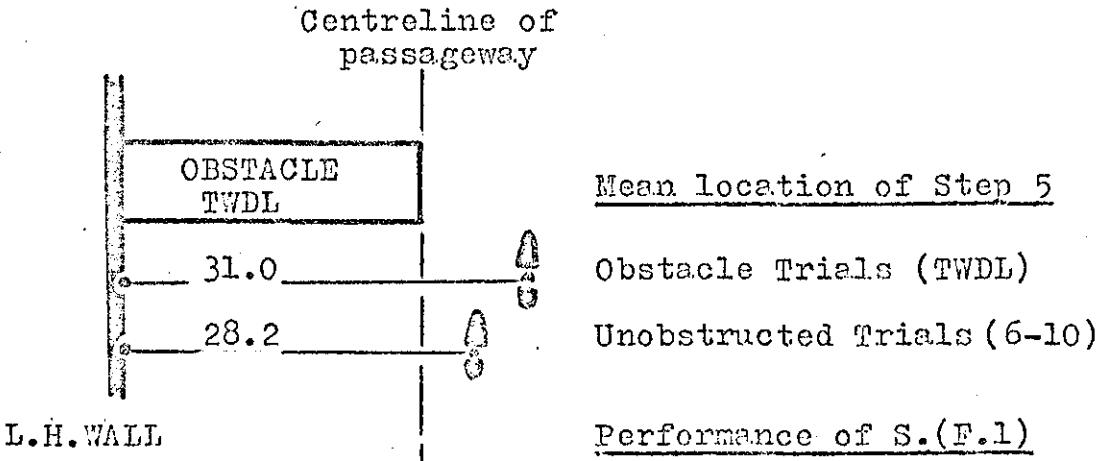 Centreline of
passageway
OBSTACLE
TWDL
Mean location of Step 5
31.0
Obstacle Trials (TWDL)
28.2
Unobstructed Trials (6-10)
L.H.WALL
Performance of S.(F.1)